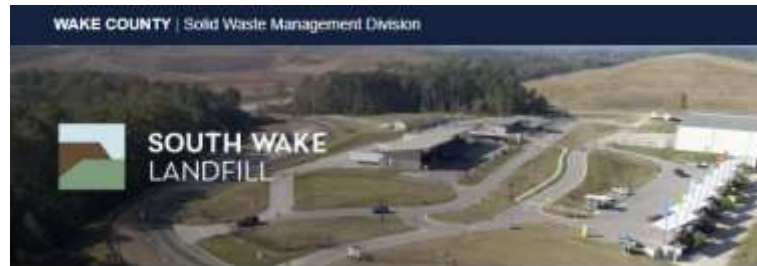 WAKE COUNTY | Solid Waste Management Division
SOUTH WAKE
LANDFILL